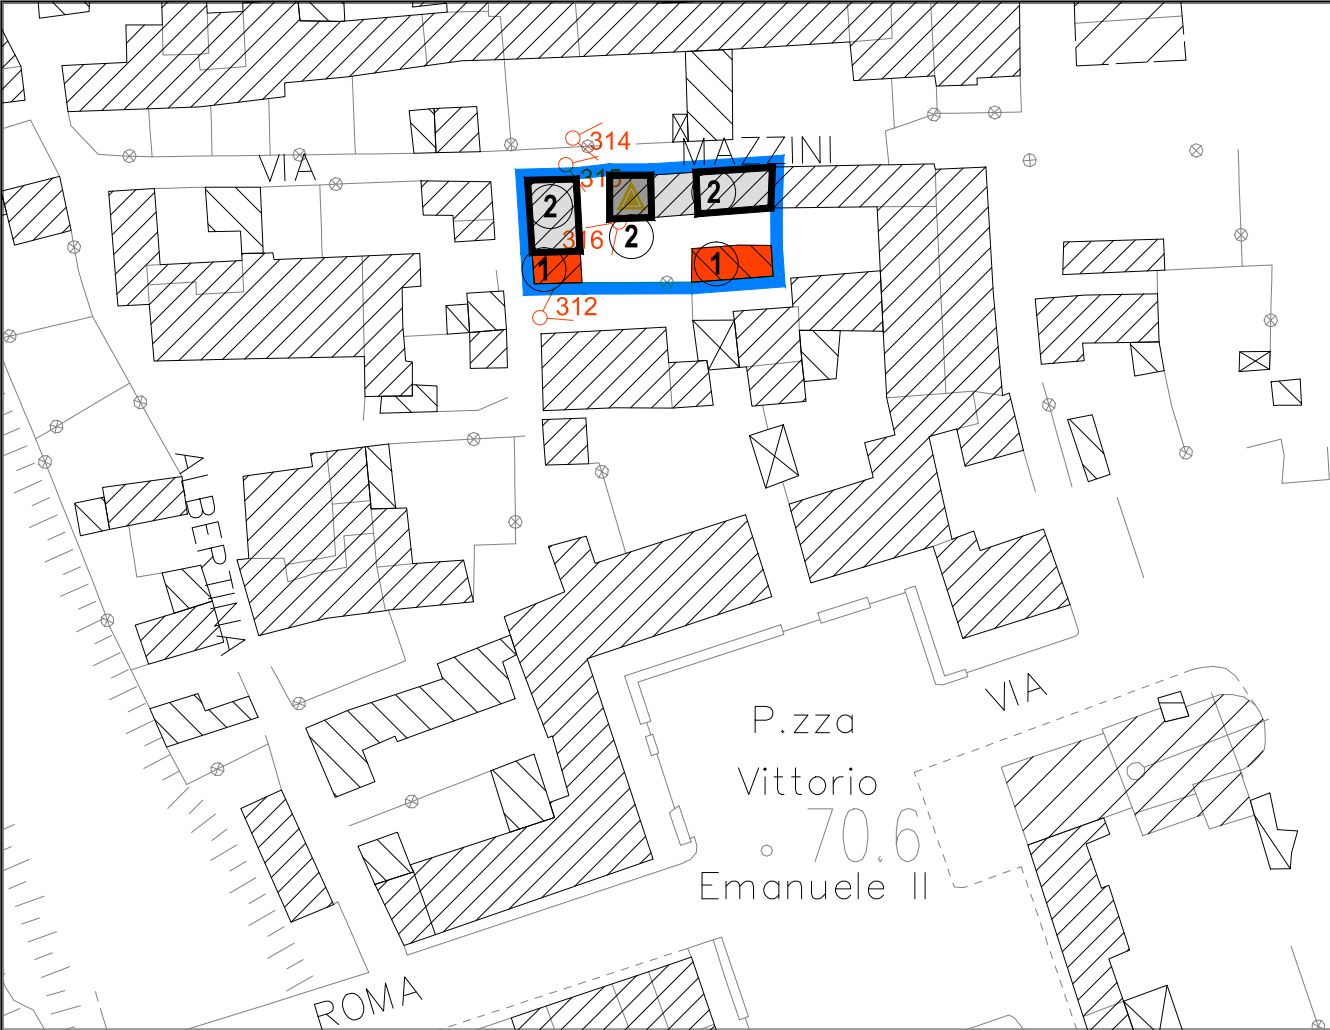 314
MAZZINI
VIA
315
2
2
316
2
1
1
312
ALBERTINA
VIA
P.zza
Vittorio
70.6
Emanuele II
ROMA